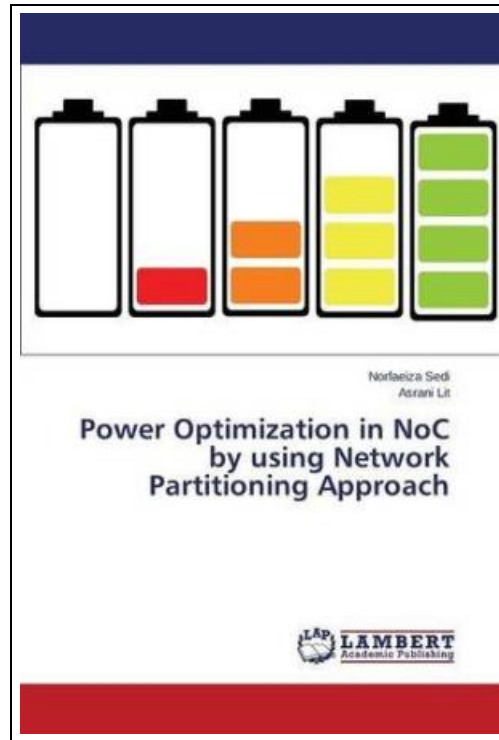 Norfaeiza Sedi
Asrani Lit
Power Optimization in NoC
by using Network
Partitioning Approach
LAP
LAMBERT
Academic Publishing